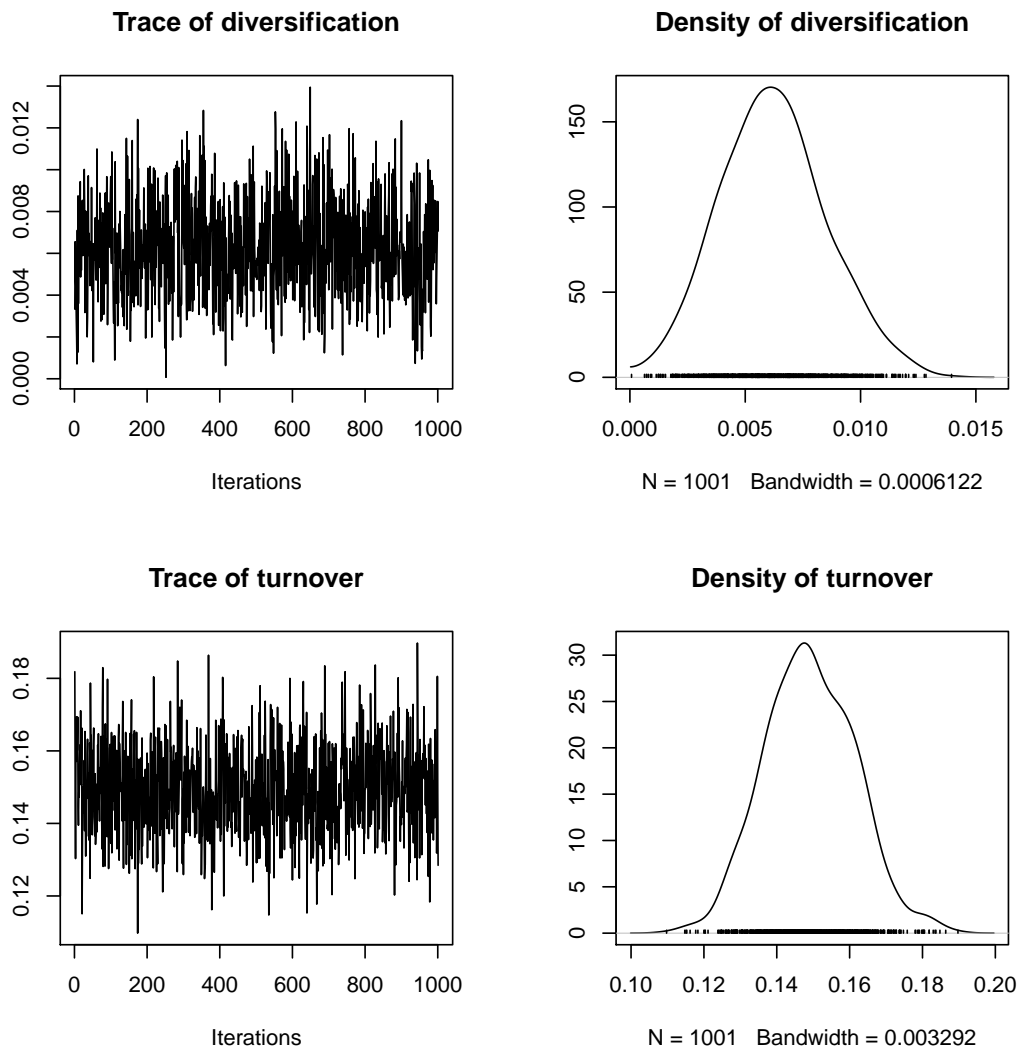 Trace of diversification
0.000 0.004 0.008 0.012
0 200 400 600 800 1000
Iterations
Density of diversification
0 50 100 150
0.000 0.005 0.010 0.015
N = 1001 Bandwidth = 0.0006122
Trace of turnover
0.12 0.14 0.16 0.18
0 200 400 600 800 1000
Iterations
Density of turnover
0 5 10 15 20 25 30
0.10 0.12 0.14 0.16 0.18 0.20
N = 1001 Bandwidth = 0.003292